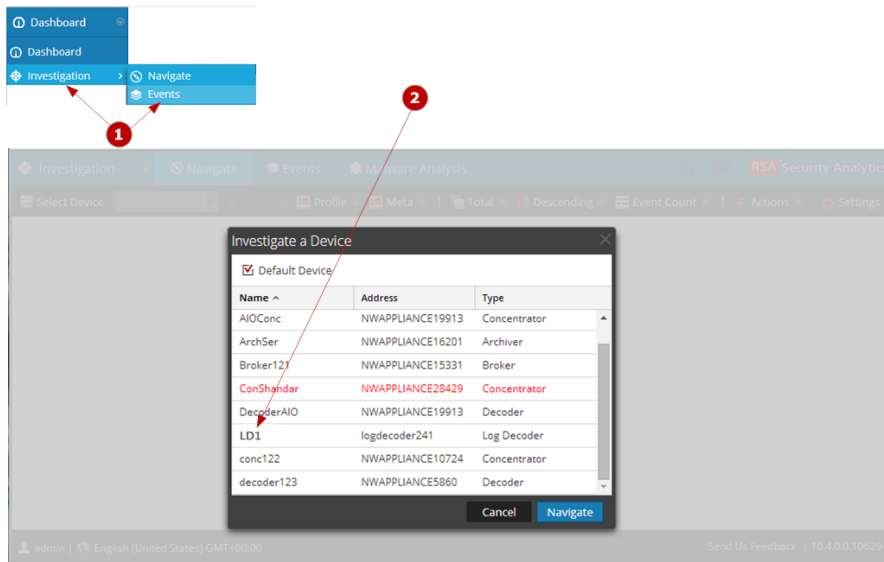 Dashboard
Dashboard
Investigation
Navigate
Events
1
2
Investigation Navigate Events Malware Analysis RSA Security Analytics
Select Device Profile Meta | Total Descending Event Count | Actions Settings
Investigate a Device
Default Device
Name Address Type
AIOConc NWAPPLIANCE19913 Concentrator
ArchSer NWAPPLIANCE16201 Archiver
Broker121 NWAPPLIANCE15331 Broker
ConShandar NWAPPLIANCE28429 Concentrator
DecoderAIO NWAPPLIANCE19913 Decoder
LD1 logdecoder241 Log Decoder
conc122 NWAPPLIANCE10724 Concentrator
decoder123 NWAPPLIANCE5860 Decoder
Cancel Navigate
admin | English (United States) GMT+00:00 Send Us Feedback | 10.4.0.0.10629